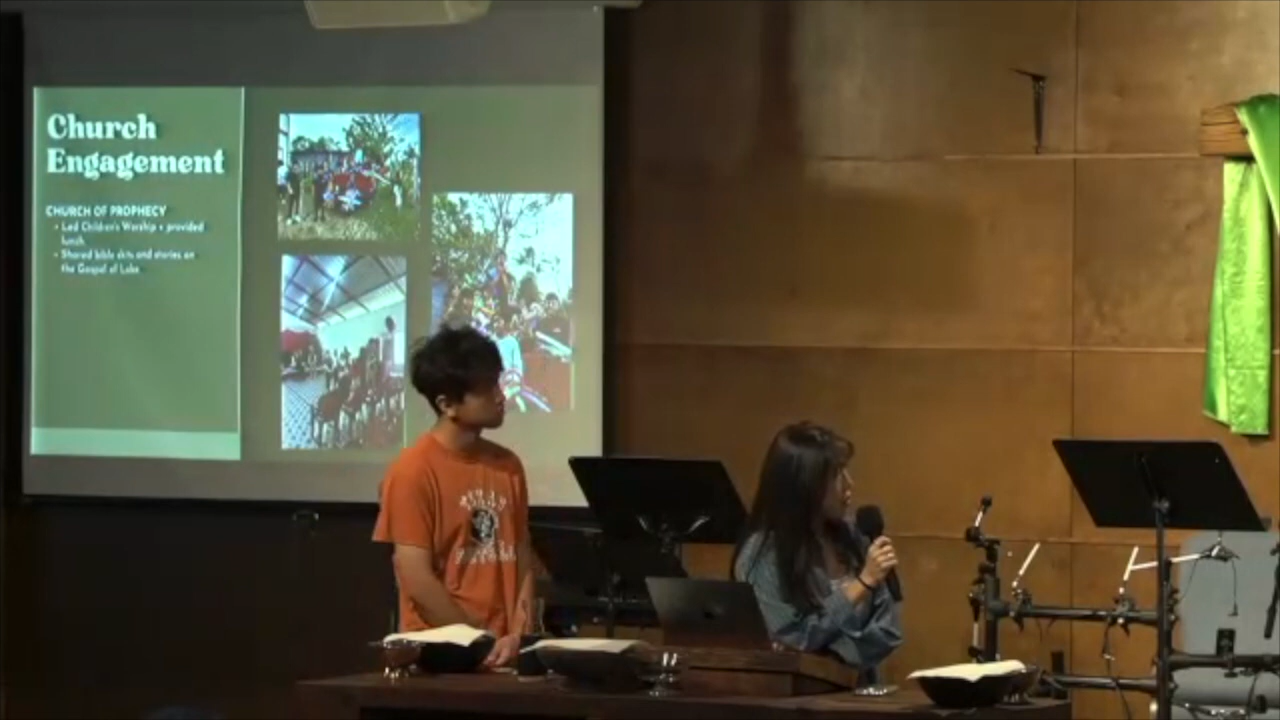 Church
Engagement
CHURCH OF PROPHECY
• Led Children's Worship + provided
lunch
• Shared bible skits and stories on
the Gospel of Luke